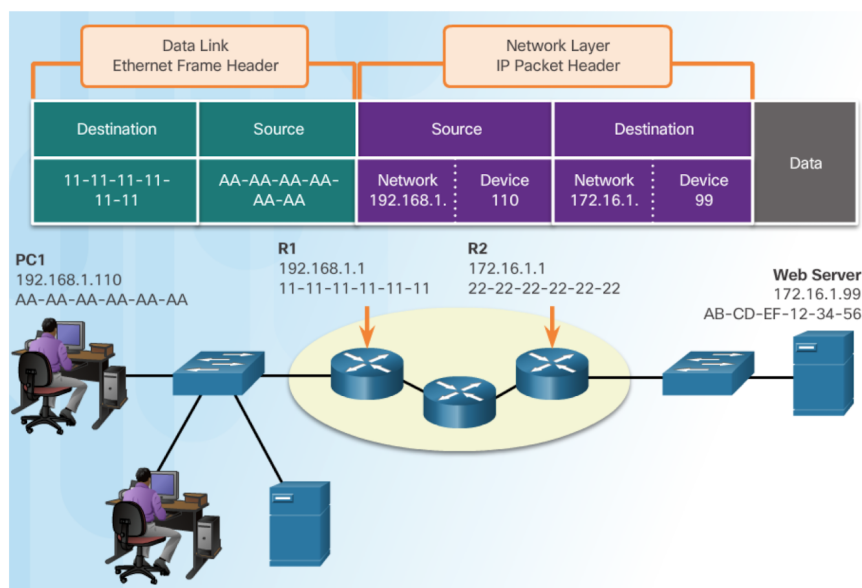 Data Link
Ethernet Frame Header
Network Layer
IP Packet Header
Destination
Source
Source
Destination
Data
11-11-11-11-
11-11
AA-AA-AA-AA-
AA-AA
Network
192.168.1.
Device
110
Network
172.16.1.
Device
99
PC1
192.168.1.110
AA-AA-AA-AA-AA-AA
R1
192.168.1.1
11-11-11-11-11-11
R2
172.16.1.1
22-22-22-22-22-22
Web Server
172.16.1.99
AB-CD-EF-12-34-56